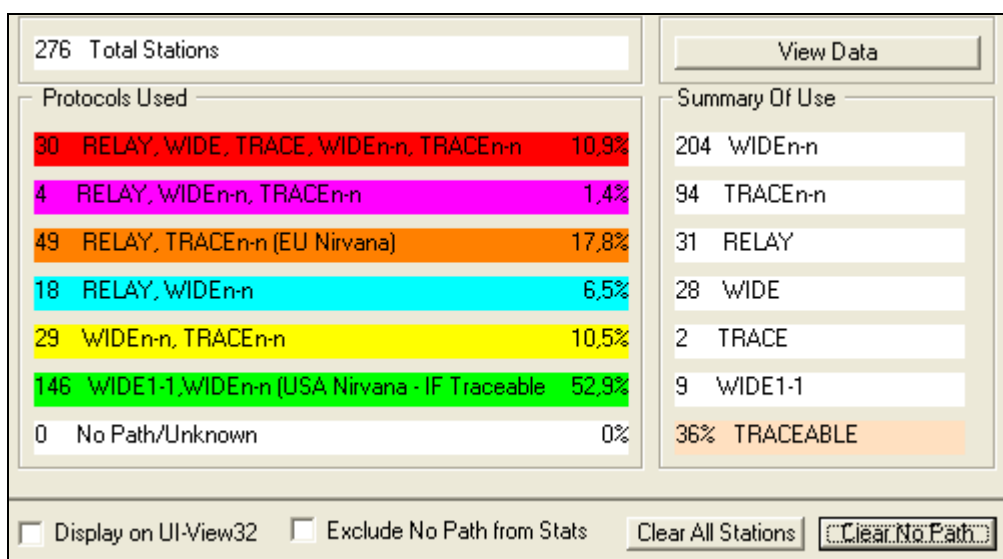 276 Total Stations
View Data
Protocols Used
30 RELAY, WIDE, TRACE, WIDEn-n, TRACEn-n 10,9%
4 RELAY, WIDEn-n, TRACEn-n 1,4%
49 RELAY, TRACEn-n (EU Nirvana) 17,8%
18 RELAY, WIDEn-n 6,5%
29 WIDEn-n, TRACEn-n 10,5%
146 WIDE1-1,WIDEn-n (USA Nirvana - IF Traceable 52,9%
0 No Path/Unknown 0%
Summary Of Use
204 WIDEn-n
94 TRACEn-n
31 RELAY
28 WIDE
2 TRACE
9 WIDE1-1
36% TRACEABLE
Display on UI-View32
Exclude No Path from Stats
Clear All Stations
Clear No Path